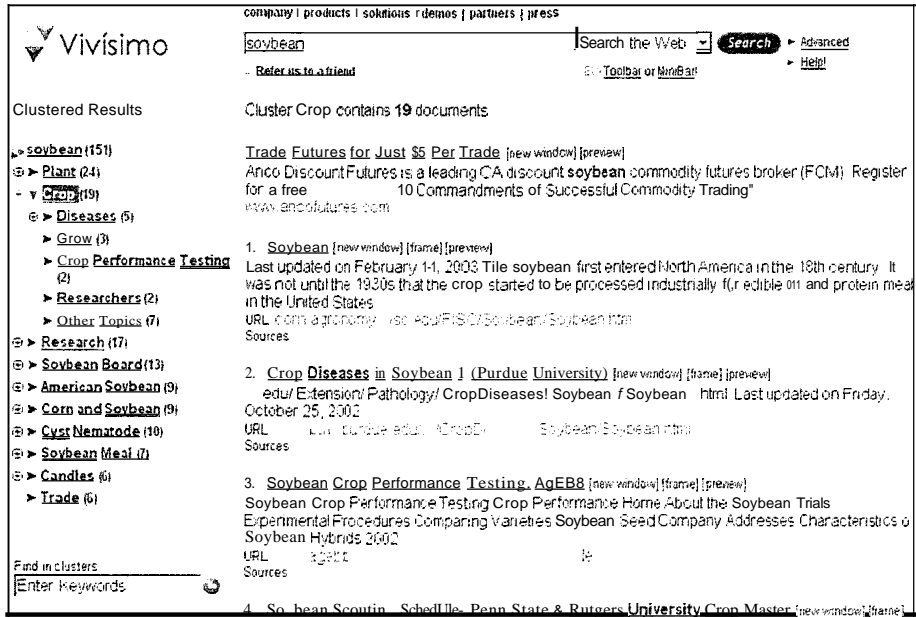 company | products | solutions | demos | partners | press
Vivísimo
soybean
Search the Web
Search
Advanced
Help!
Refer us to a friend
Toolbar or MiniBar!
Clustered Results
soybean (151)
Plant (24)
Crop (19)
Diseases (5)
Grow (3)
Crop Performance Testing
(2)
Researchers (2)
Other Topics (7)
Research (17)
Soybean Board (13)
American Soybean (9)
Corn and Soybean (9)
Cyst Nematode (10)
Soybean Meal (7)
Candles (6)
Trade (6)
Find in clusters
Enter Keywords
Cluster Crop contains 19 documents
Trade Futures for Just $5 Per Trade [new window] [preview]
Anco Discount Futures is a leading CA discount soybean commodity futures broker (FCM) Register
for a free 10 Commandments of Successful Commodity Trading"
www.ancofutures.com
1. Soybean [new window] [frame] [preview]
Last updated on February 14, 2003 Tile soybean first entered North America in the 18th century It
was not until the 1930s that the crop started to be processed industrially f(,r edible 011 and protein meal
in the United States
URL
Sources
2. Crop Diseases in Soybean 1 (Purdue University) [new window] [frame] [preview]
edu/ Extension/ Pathology/ CropDiseases! Soybean f Soybean html Last updated on Friday,
October 25, 2002
URL
Sources
3. Soybean Crop Performance Testing, AgEB8 [new window] [frame] [preview]
Soybean Crop Performance Testing Crop Performance Home About the Soybean Trials
Experimental Procedures Comparing Varieties Soybean Seed Company Addresses Characteristics o
Soybean Hybrids 2002
URL
Sources
4. So bean Scoutin SchedUle- Penn State & Rutgers University Crop Master [new window] [frame]